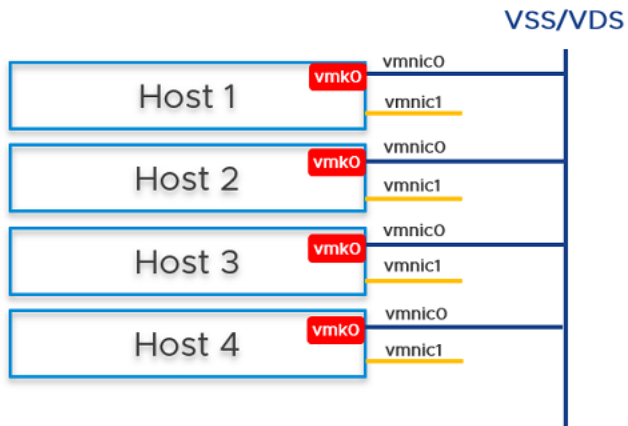 VSS/VDS
vmnic0
vmk0
Host 1
vmnic1
vmnic0
vmk0
Host 2
vmnic1
vmnic0
vmk0
Host 3
vmnic1
vmnic0
vmk0
Host 4
vmnic1